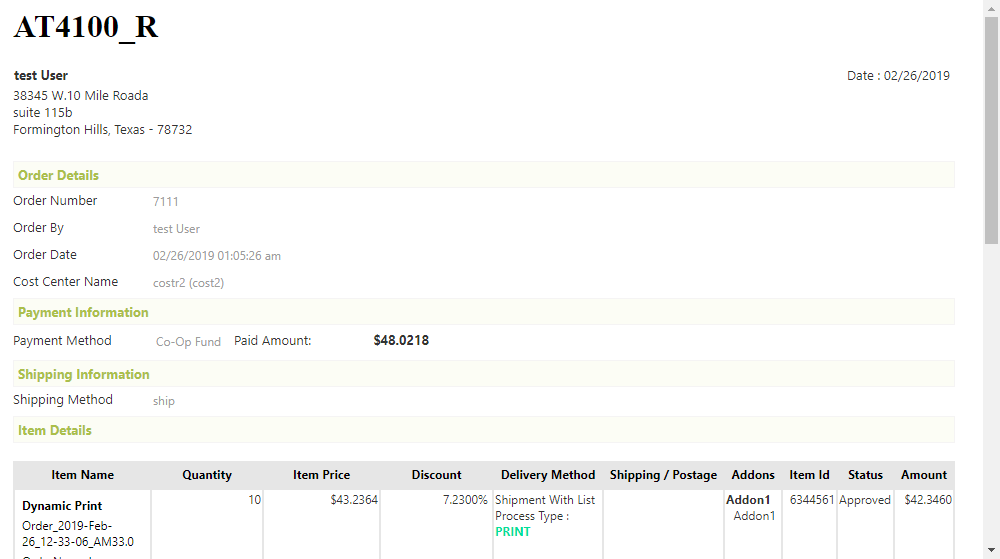 AT4100_R
test User
Date : 02/26/2019
38345 W.10 Mile Roada
suite 115b
Formington Hills, Texas - 78732
Order Details
Order Number 7111
Order By test User
Order Date 02/26/2019 01:05:26 am
Cost Center Name costr2 (cost2)
Payment Information
Payment Method Co-Op Fund Paid Amount: $48.0218
Shipping Information
Shipping Method ship
Item Details
Item Name Quantity Item Price Discount Delivery Method Shipping / Postage Addons Item Id Status Amount
Dynamic Print 10 $43.2364 7.2300% Shipment With List Addon1 6344561 Approved $42.3460
Order_2019-Feb- Process Type : Addon1
26_12-33-06_AM33.0 PRINT